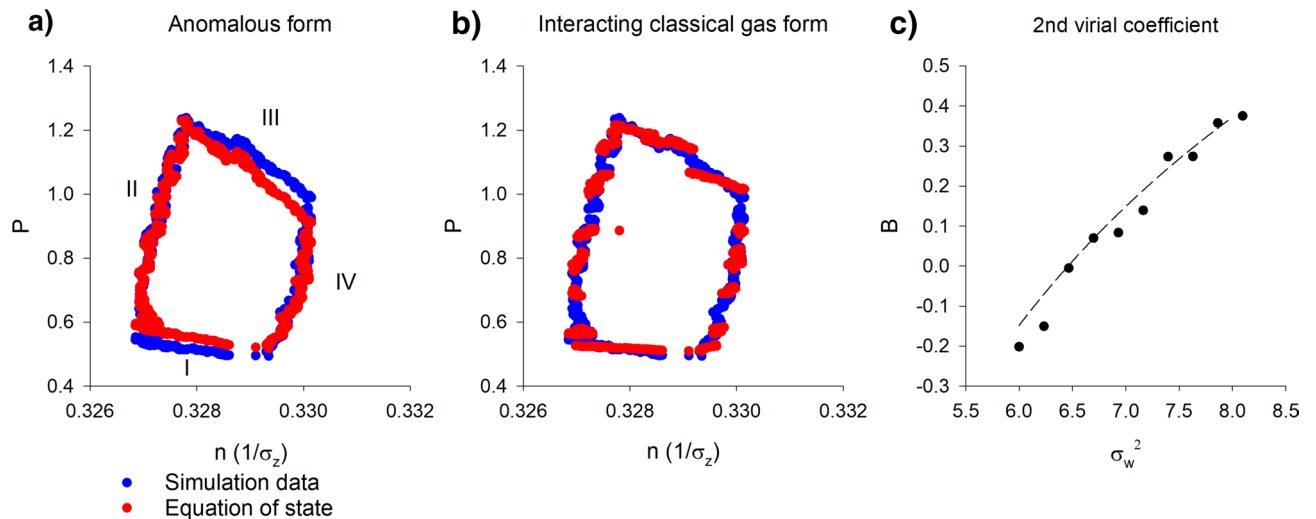 a)
Anomalous form
1.4
1.2
1.0
0.8
0.6
0.4
P
0.326
0.328
0.330
0.332
n (1/σz)
I
II
III
IV
Simulation data
Equation of state
b)
Interacting classical gas form
1.4
1.2
1.0
0.8
0.6
0.4
P
0.326
0.328
0.330
0.332
n (1/σz)
c)
2nd virial coefficient
0.5
0.4
0.3
0.2
0.1
0.0
-0.1
-0.2
-0.3
B
5.5
6.0
6.5
7.0
7.5
8.0
8.5
σw²